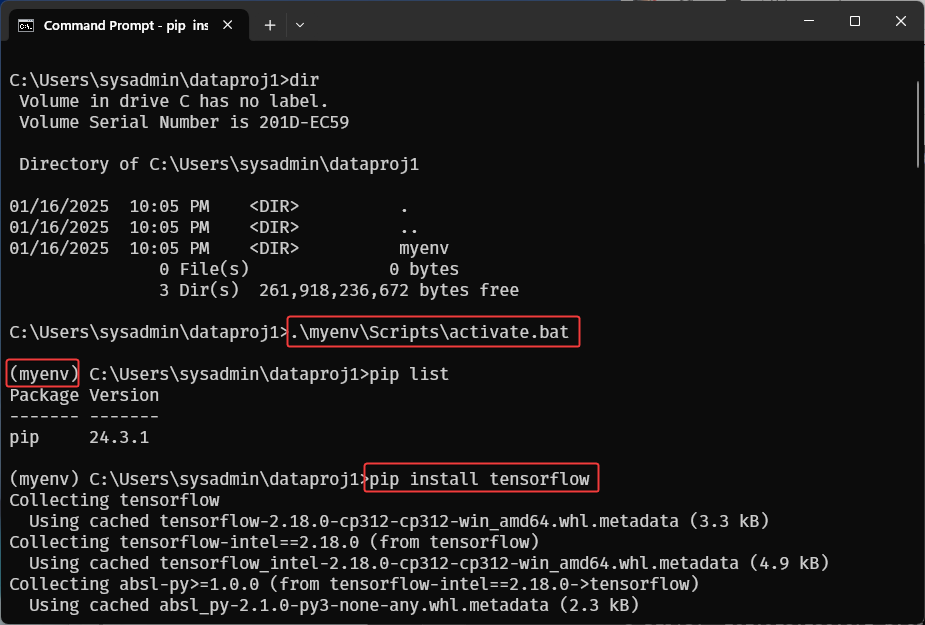 Command Prompt - pip ins
C:\Users\sysadmin\dataproj1>dir
Volume in drive C has no label.
Volume Serial Number is 201D-EC59
Directory of C:\Users\sysadmin\dataproj1
01/16/2025  10:05 PM    <DIR>          .
01/16/2025  10:05 PM    <DIR>          ..
01/16/2025  10:05 PM    <DIR>          myenv
0 File(s)              0 bytes
3 Dir(s)  261,918,236,672 bytes free
C:\Users\sysadmin\dataproj1>.\myenv\Scripts\activate.bat
(myenv) C:\Users\sysadmin\dataproj1>pip list
Package Version
------- -------
pip     24.3.1
(myenv) C:\Users\sysadmin\dataproj1>pip install tensorflow
Collecting tensorflow
Using cached tensorflow-2.18.0-cp312-cp312-win_amd64.whl.metadata (3.3 kB)
Collecting tensorflow-intel==2.18.0 (from tensorflow)
Using cached tensorflow_intel-2.18.0-cp312-cp312-win_amd64.whl.metadata (4.9 kB)
Collecting absl-py>=1.0.0 (from tensorflow-intel==2.18.0->tensorflow)
Using cached absl_py-2.1.0-py3-none-any.whl.metadata (2.3 kB)